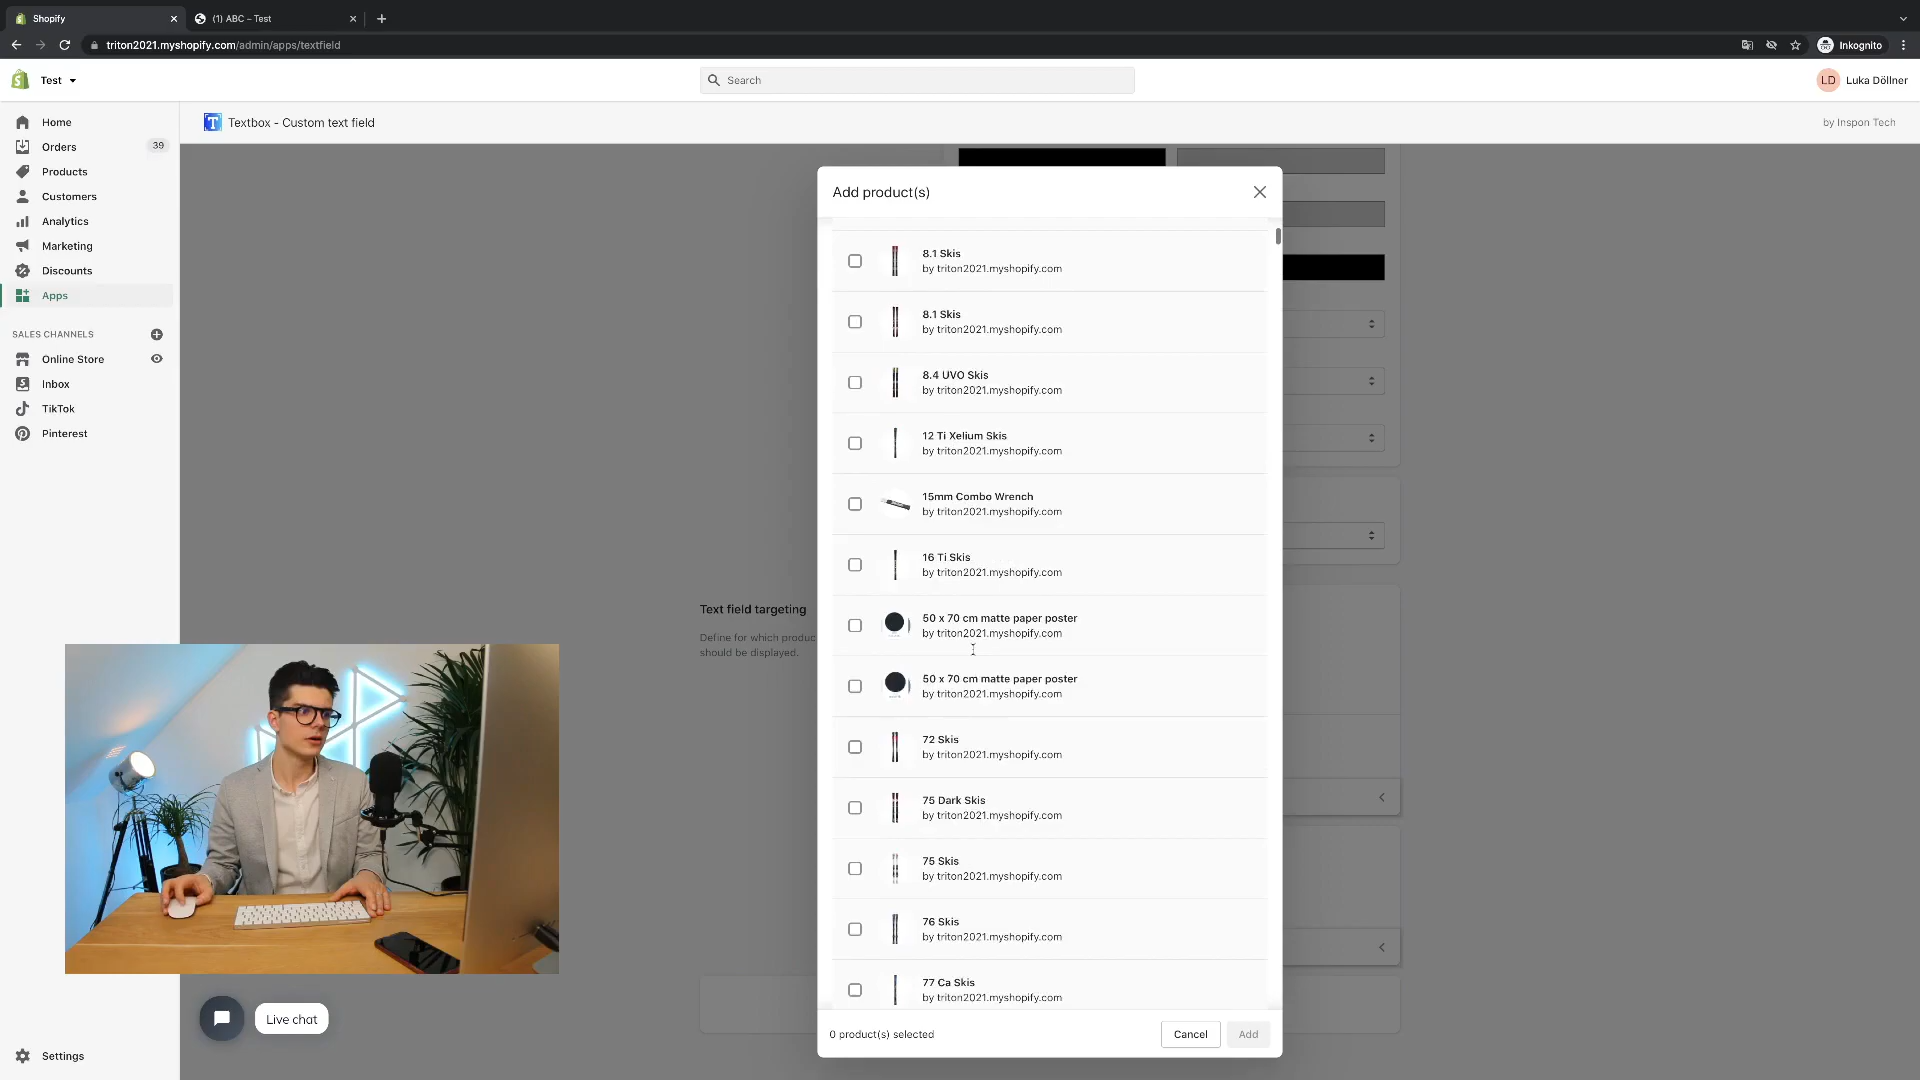 Shopify
(1) ABC – Test
triton2021.myshopify.com/admin/apps/textfield
Inkognito
Test
Search
LD
Luka Döllner
Home
Orders
39
Products
Customers
Analytics
Marketing
Discounts
Apps
SALES CHANNELS
Online Store
Inbox
TikTok
Pinterest
Settings
Textbox - Custom text field
by Inspon Tech
Text field targeting
Define for which produc
should be displayed.
Live chat
Add product(s)
8.1 Skis
by triton2021.myshopify.com
8.1 Skis
by triton2021.myshopify.com
8.4 UVO Skis
by triton2021.myshopify.com
12 Ti Xelium Skis
by triton2021.myshopify.com
15mm Combo Wrench
by triton2021.myshopify.com
16 Ti Skis
by triton2021.myshopify.com
50 x 70 cm matte paper poster
by triton2021.myshopify.com
50 x 70 cm matte paper poster
by triton2021.myshopify.com
72 Skis
by triton2021.myshopify.com
75 Dark Skis
by triton2021.myshopify.com
75 Skis
by triton2021.myshopify.com
76 Skis
by triton2021.myshopify.com
77 Ca Skis
by triton2021.myshopify.com
0 product(s) selected
Cancel
Add